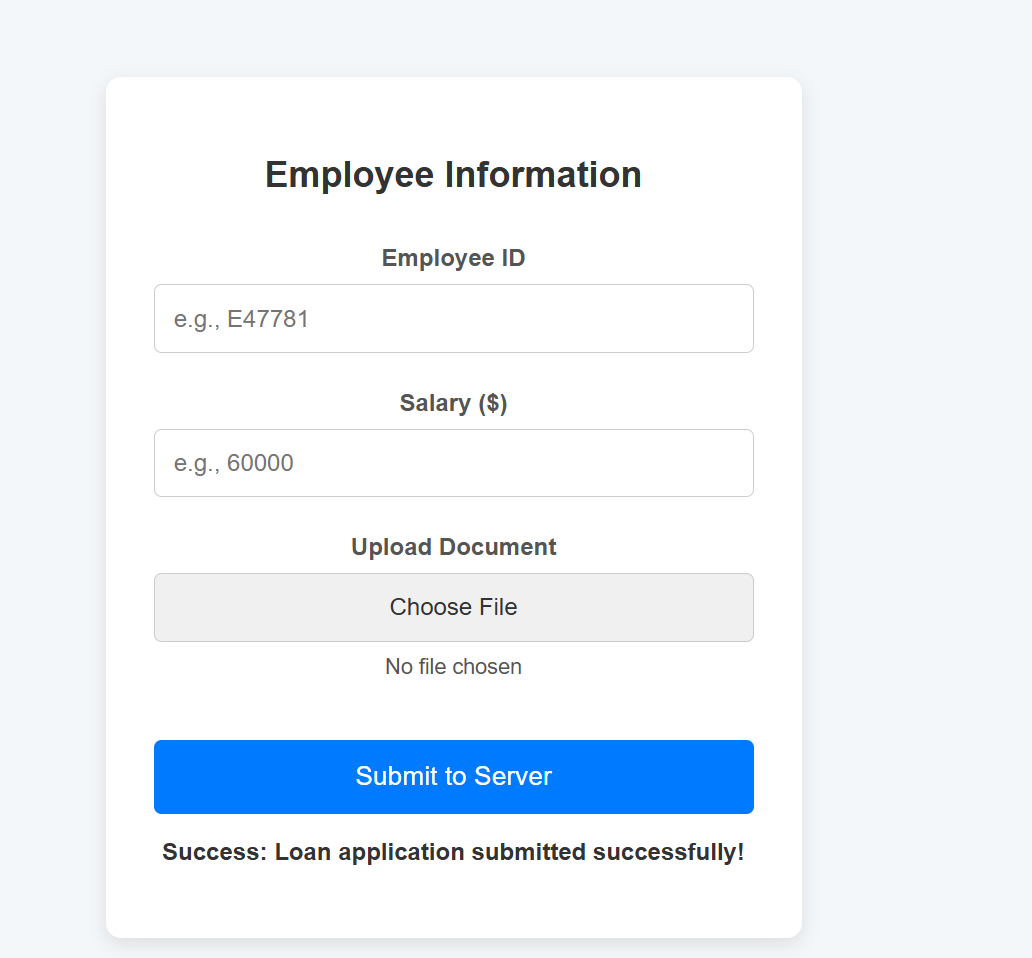 Employee Information
Employee ID
e.g., E47781
Salary ($)
e.g., 60000
Upload Document
Choose File
No file chosen
Submit to Server
Success: Loan application submitted successfully!